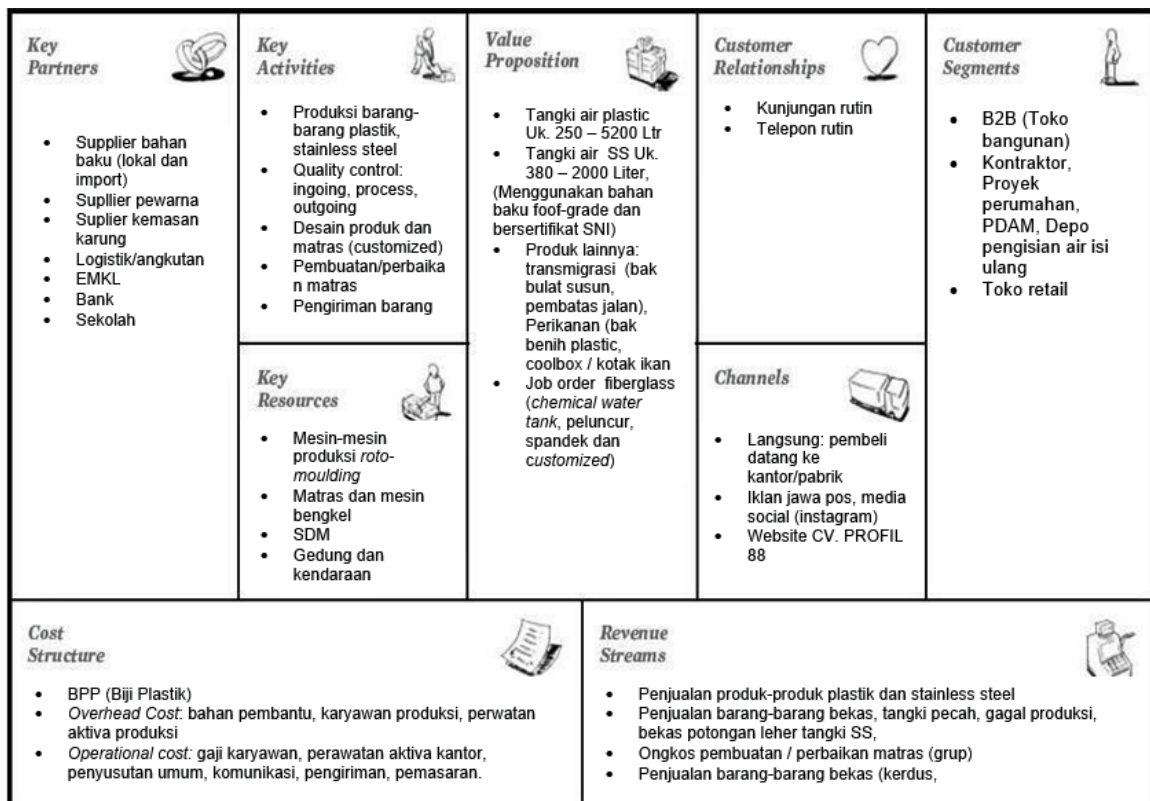 Key
Partners
• Supplier bahan
baku (lokal dan
import)
• Supllier pewarna
• Suplier kemasan
karung
• Logistik/angkutan
• EMKL
• Bank
• Sekolah
Key
Activities
• Produksi barang-
barang plastik,
stainless steel
• Quality control:
ingoing, process,
outgoing
• Desain produk dan
matras (customized)
• Pembuatan/perbaika
n matras
• Pengiriman barang
Key
Resources
• Mesin-mesin
produksi roto-
moulding
• Matras dan mesin
bengkel
• SDM
• Gedung dan
kendaraan
Value
Proposition
• Tangki air plastic
Uk. 250 – 5200 Ltr
• Tangki air SS Uk.
380 – 2000 Liter,
(Menggunakan bahan
baku foof-grade dan
bersertifikat SNI)
• Produk lainnya:
transmigrasi (bak
bulat susun,
pembatas jalan),
Perikanan (bak
benih plastic,
coolbox / kotak ikan
• Job order fiberglass
(chemical water
tank, peluncur,
spandek dan
customized)
Customer
Relationships
• Kunjungan rutin
• Telepon rutin
Channels
• Langsung: pembeli
datang ke
kantor/pabrik
• Iklan jawa pos, media
social (instagram)
• Website CV. PROFIL
88
Customer
Segments
• B2B (Toko
bangunan)
• Kontraktor,
Proyek
perumahan,
PDAM, Depo
pengisian air isi
ulang
• Toko retail
Cost
Structure
• BPP (Biji Plastik)
• Overhead Cost: bahan pembantu, karyawan produksi, perwatan
aktiva produksi
• Operational cost: gaji karyawan, perawatan aktiva kantor,
penyusutan umum, komunikasi, pengiriman, pemasaran.
Revenue
Streams
• Penjualan produk-produk plastik dan stainless steel
• Penjualan barang-barang bekas, tangki pecah, gagal produksi,
bekas potongan leher tangki SS,
• Ongkos pembuatan / perbaikan matras (grup)
• Penjualan barang-barang bekas (kerdus,